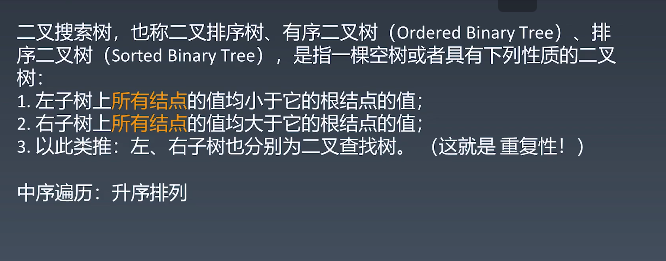 二叉搜索树，也称二叉排序树、有序二叉树（Ordered Binary Tree）、排
序二叉树（Sorted Binary Tree），是指一棵空树或者具有下列性质的二叉
树：
1. 左子树上所有结点的值均小于它的根结点的值；
2. 右子树上所有结点的值均大于它的根结点的值；
3. 以此类推：左、右子树也分别为二叉查找树。 （这就是 重复性！）
中序遍历：升序排列